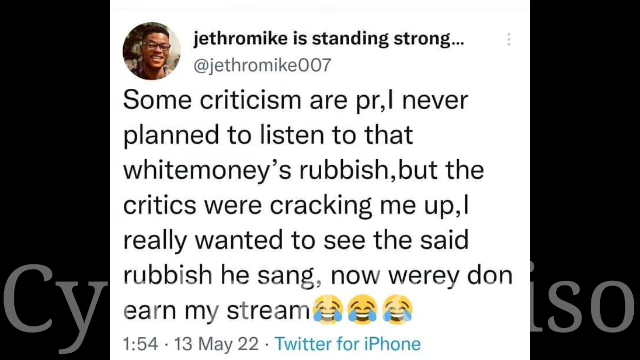 jethromike is standing strong...
@jethromike007
Some criticism are pr,I never
planned to listen to that
whitemoney's rubbish,but the
critics were cracking me up,I
really wanted to see the said
rubbish he sang, now werey don
earn my stream😂😂😂
1:54 · 13 May 22 · Twitter for iPhone
Cy
iso